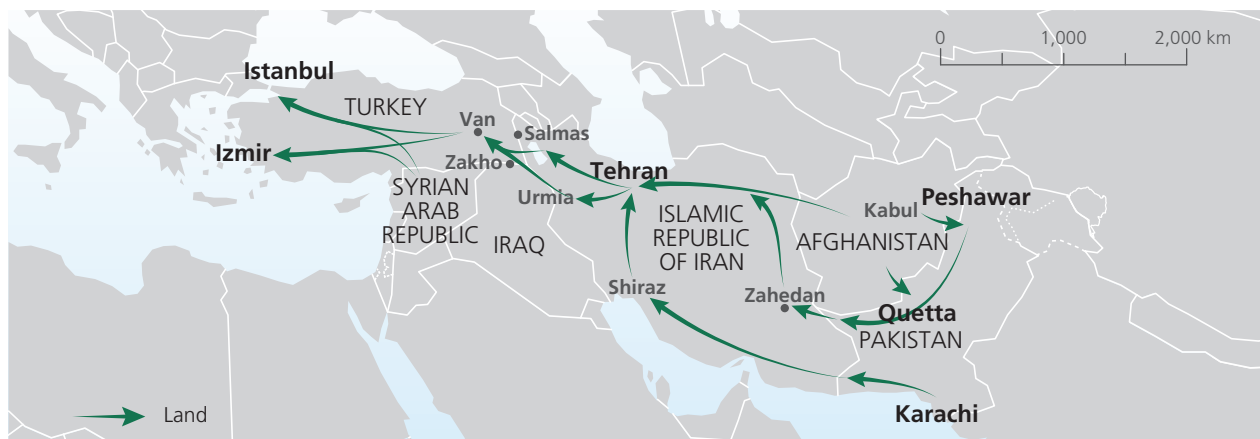 0
1,000
2,000 km
Istanbul
TURKEY
Van
Salmas
Izmir
Zakho
Tehran
SYRIAN
ARAB
REPUBLIC
Urmia
IRAQ
ISLAMIC
REPUBLIC
OF IRAN
Kabul
Peshawar
AFGHANISTAN
Shiraz
Zahedan
Quetta
PAKISTAN
Karachi
Land